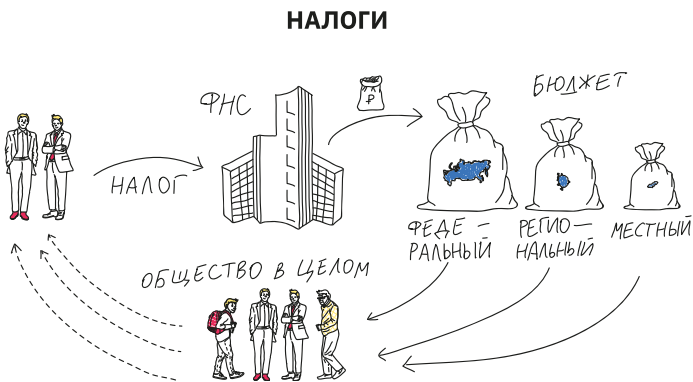 НАЛОГИ
ФНС
₽
БЮДЖЕТ
НАЛОГ
ФЕДЕ-
РАЛЬНЫЙ
РЕГИО-
НАЛЬНЫЙ
МЕСТНЫЙ
ОБЩЕСТВО В ЦЕЛОМ